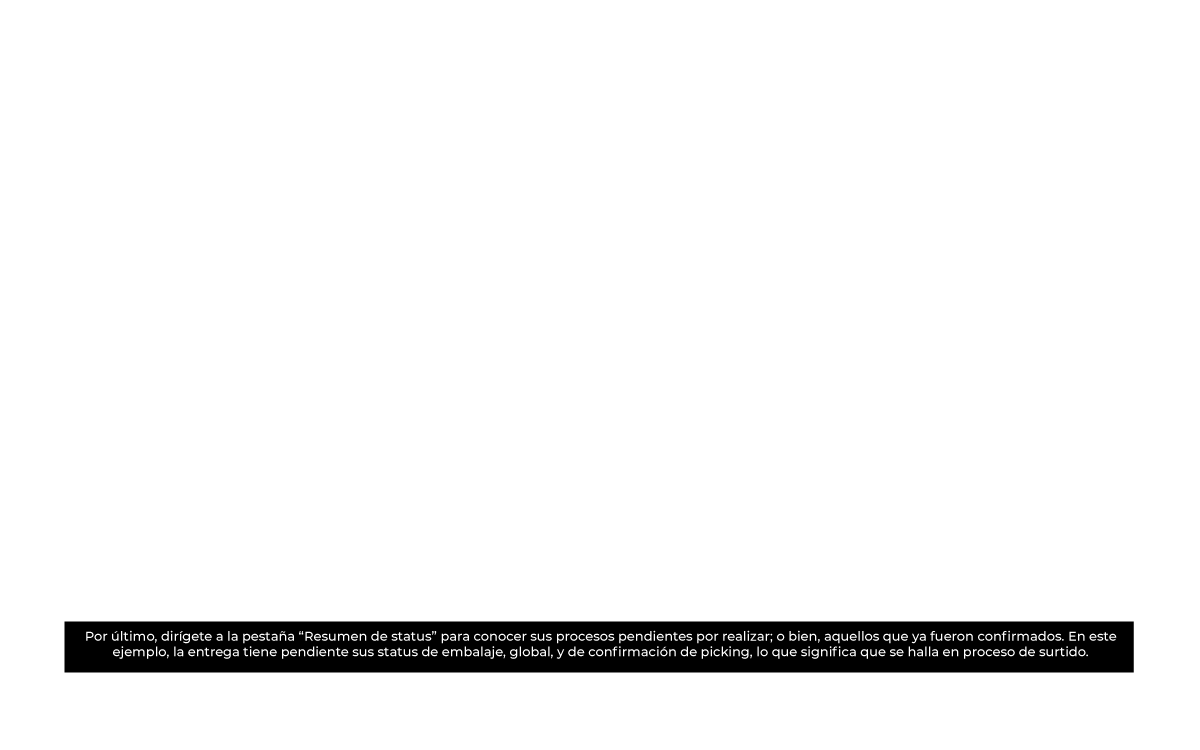 Por último, dirígete a la pestaña “Resumen de status” para conocer sus procesos pendientes por realizar; o bien, aquellos que ya fueron confirmados. En este
ejemplo, la entrega tiene pendiente sus status de embalaje, global, y de confirmación de picking, lo que significa que se halla en proceso de surtido.